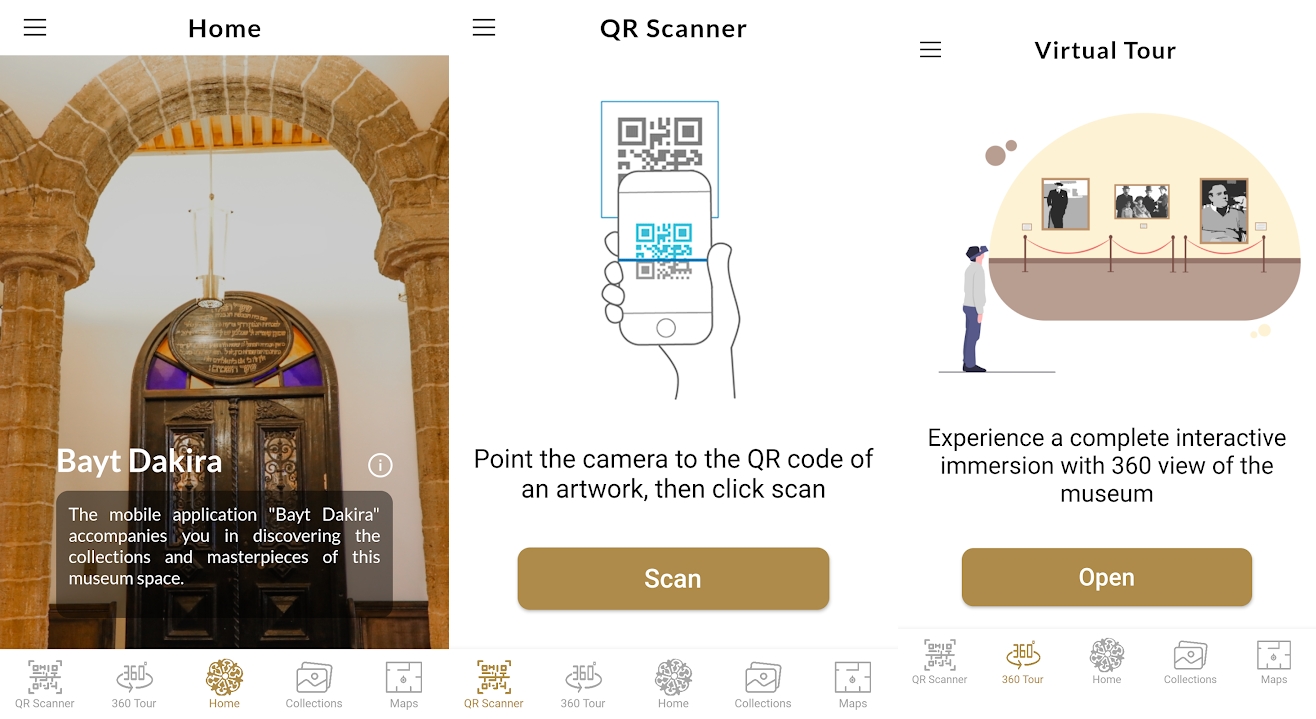 Home
Bayt Dakira
The mobile application "Bayt Dakira"
accompanies you in discovering the
collections and masterpieces of this
museum space.
QR Scanner
360 Tour
Home
Collections
Maps
QR Scanner
Point the camera to the QR code of
an artwork, then click scan
Scan
QR Scanner
360 Tour
Home
Collections
Maps
Virtual Tour
Experience a complete interactive
immersion with 360 view of the
museum
Open
QR Scanner
360 Tour
Home
Collections
Maps